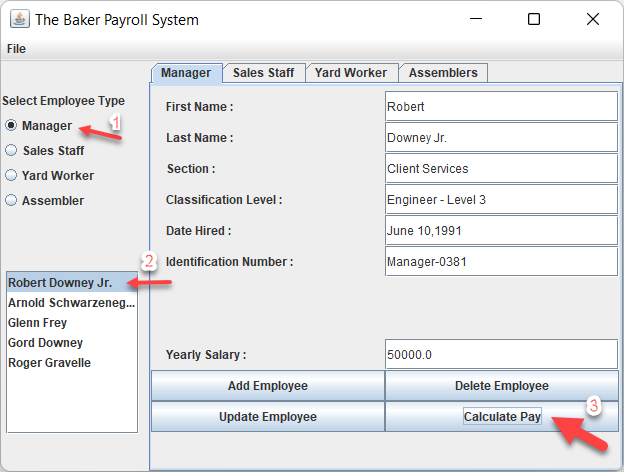 The Baker Payroll System
File
Manager
Sales Staff
Yard Worker
Assemblers
Select Employee Type
Manager
1
Sales Staff
Yard Worker
Assembler
2
Robert Downey Jr.
Arnold Schwarzeneg...
Glenn Frey
Gord Downey
Roger Gravelle
First Name : Robert
Last Name : Downey Jr.
Section : Client Services
Classification Level : Engineer - Level 3
Date Hired : June 10,1991
Identification Number : Manager-0381
Yearly Salary : 50000.0
Add Employee
Delete Employee
Update Employee
Calculate Pay
3